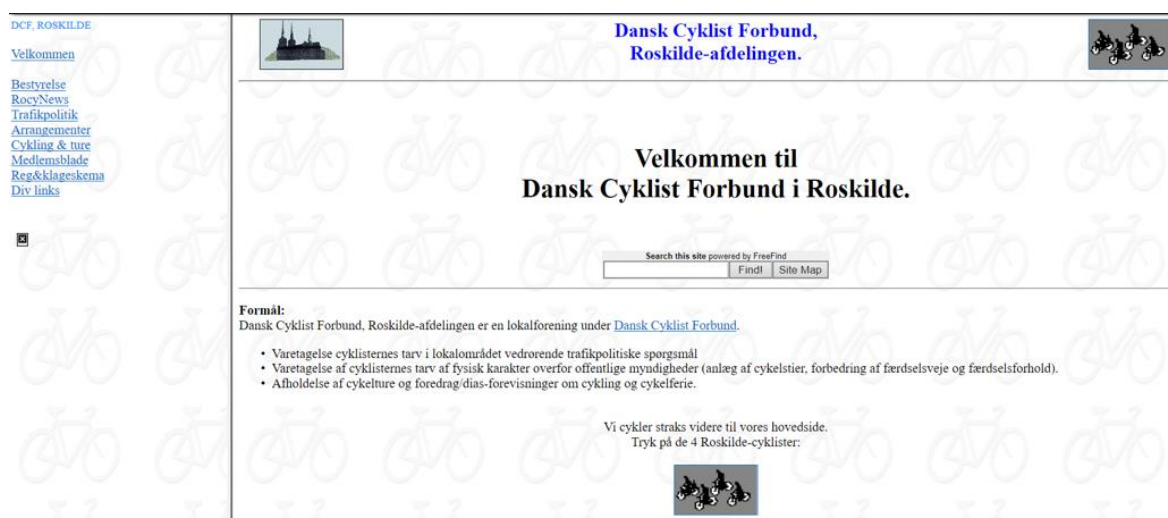 DCF, ROSKILDE
Velkommen
Bestyrelse
RocyNews
Trafikpolitik
Arrangementer
Cykling & ture
Medlemsblade
Reg&klageskema
Div links
Dansk Cyklist Forbund,
Roskilde-afdelingen.
Velkommen til
Dansk Cyklist Forbund i Roskilde.
Search this site powered by FreeFind
Find! Site Map
Formål:
Dansk Cyklist Forbund, Roskilde-afdelingen er en lokalforening under Dansk Cyklist Forbund.
• Varetagelse cyklisternes tarv i lokalområdet vedrørende trafikpolitiske spørgsmål
• Varetagelse af cyklisternes tarv af fysisk karakter overfor offentlige myndigheder (anlæg af cykelstier, forbedring af færdselsveje og færdselsforhold).
• Afholdelse af cykelture og foredrag/dias-forevisninger om cykling og cykelferie.
Vi cykler straks videre til vores hovedside.
Tryk på de 4 Roskilde-cyklister: